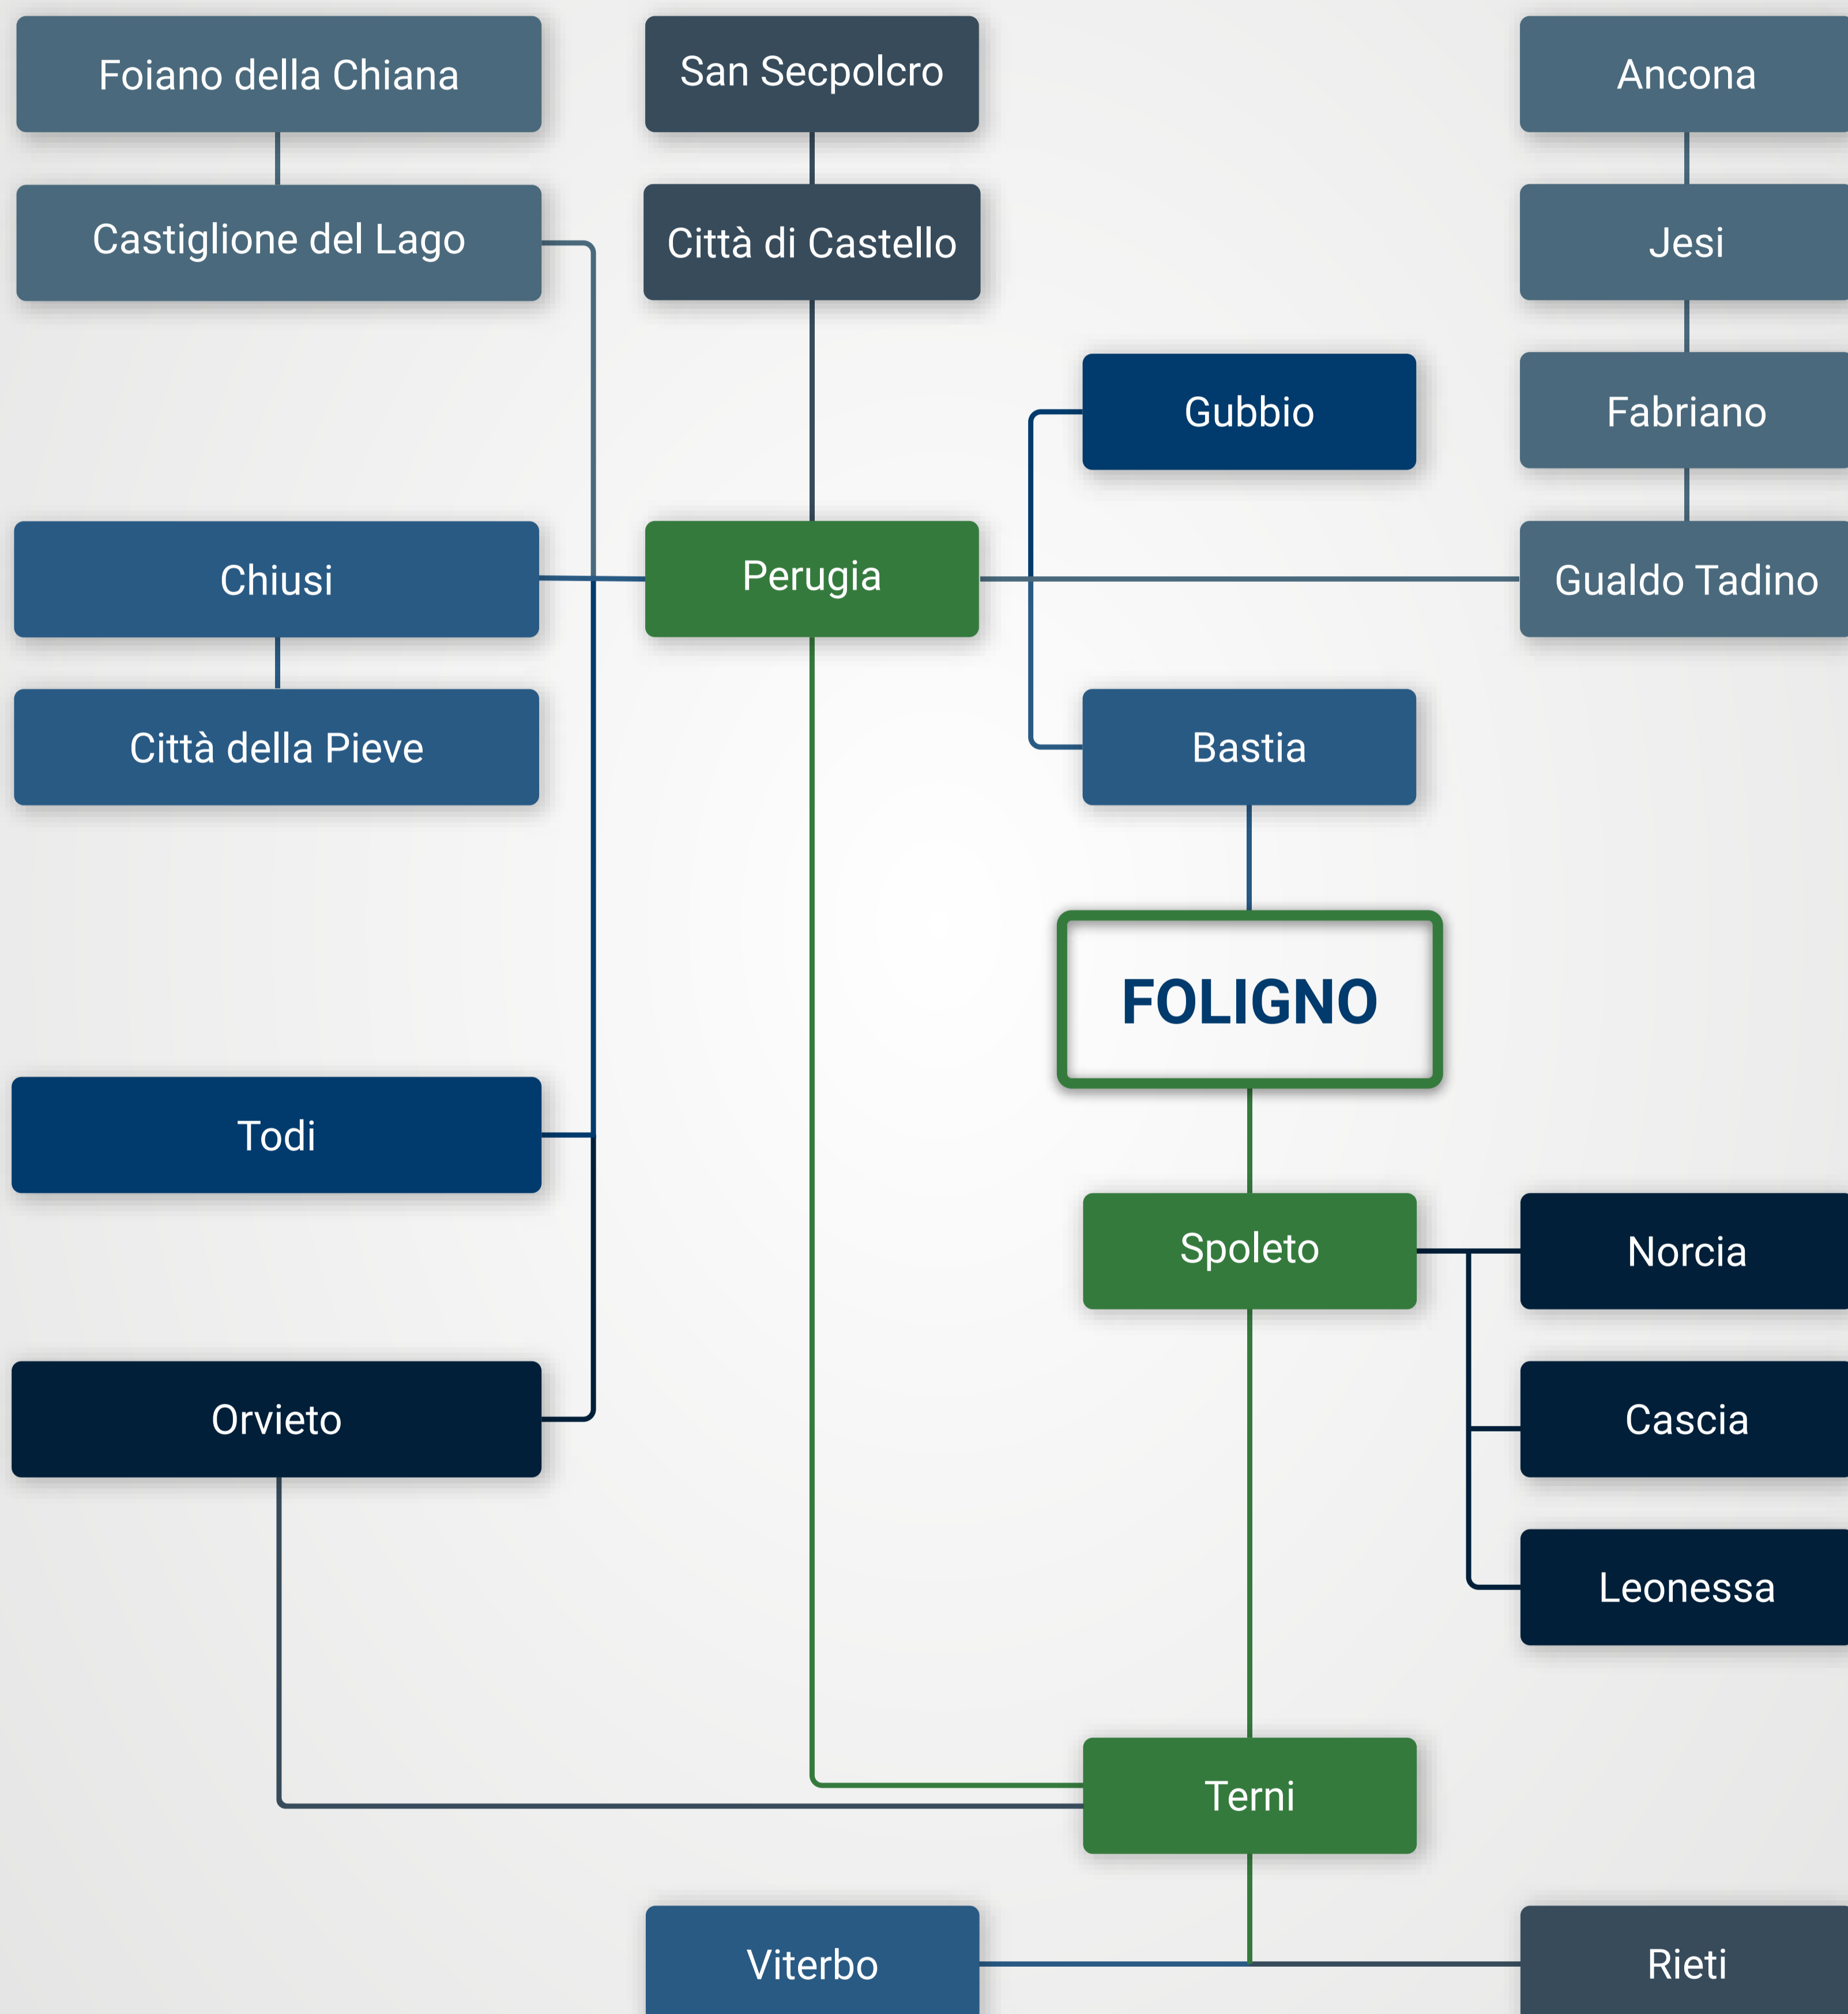 Foiano della Chiana
San Secpolcro
Ancona
Castiglione del Lago
Città di Castello
Jesi
Gubbio
Fabriano
Chiusi
Perugia
Gualdo Tadino
Città della Pieve
Bastia
FOLIGNO
Todi
Spoleto
Norcia
Orvieto
Cascia
Leonessa
Terni
Viterbo
Rieti